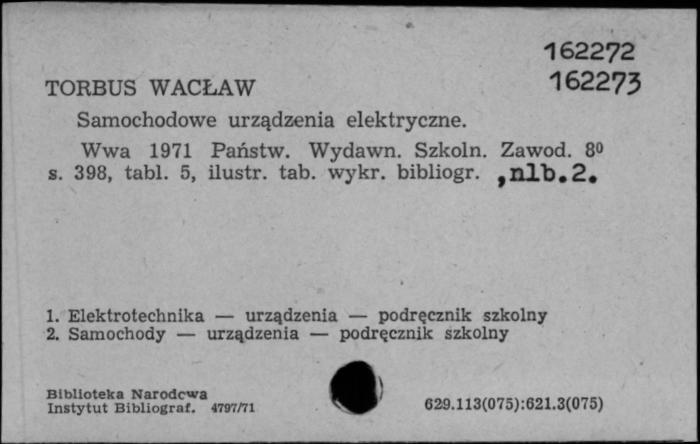 162272
162273
TORBUS WACŁAW
Samochodowe urządzenia elektryczne.
Wwa 1971 Państw. Wydawn. Szkoln. Zawod. 8⁰
s. 398, tabl. 5, ilustr. tab. wykr. bibliogr. ,nlb.2.
1. Elektrotechnika — urządzenia — podręcznik szkolny
2. Samochody — urządzenia — podręcznik szkolny
Biblioteka Narodowa
Instytut Bibliograf. 4797/71
629.113(075):621.3(075)